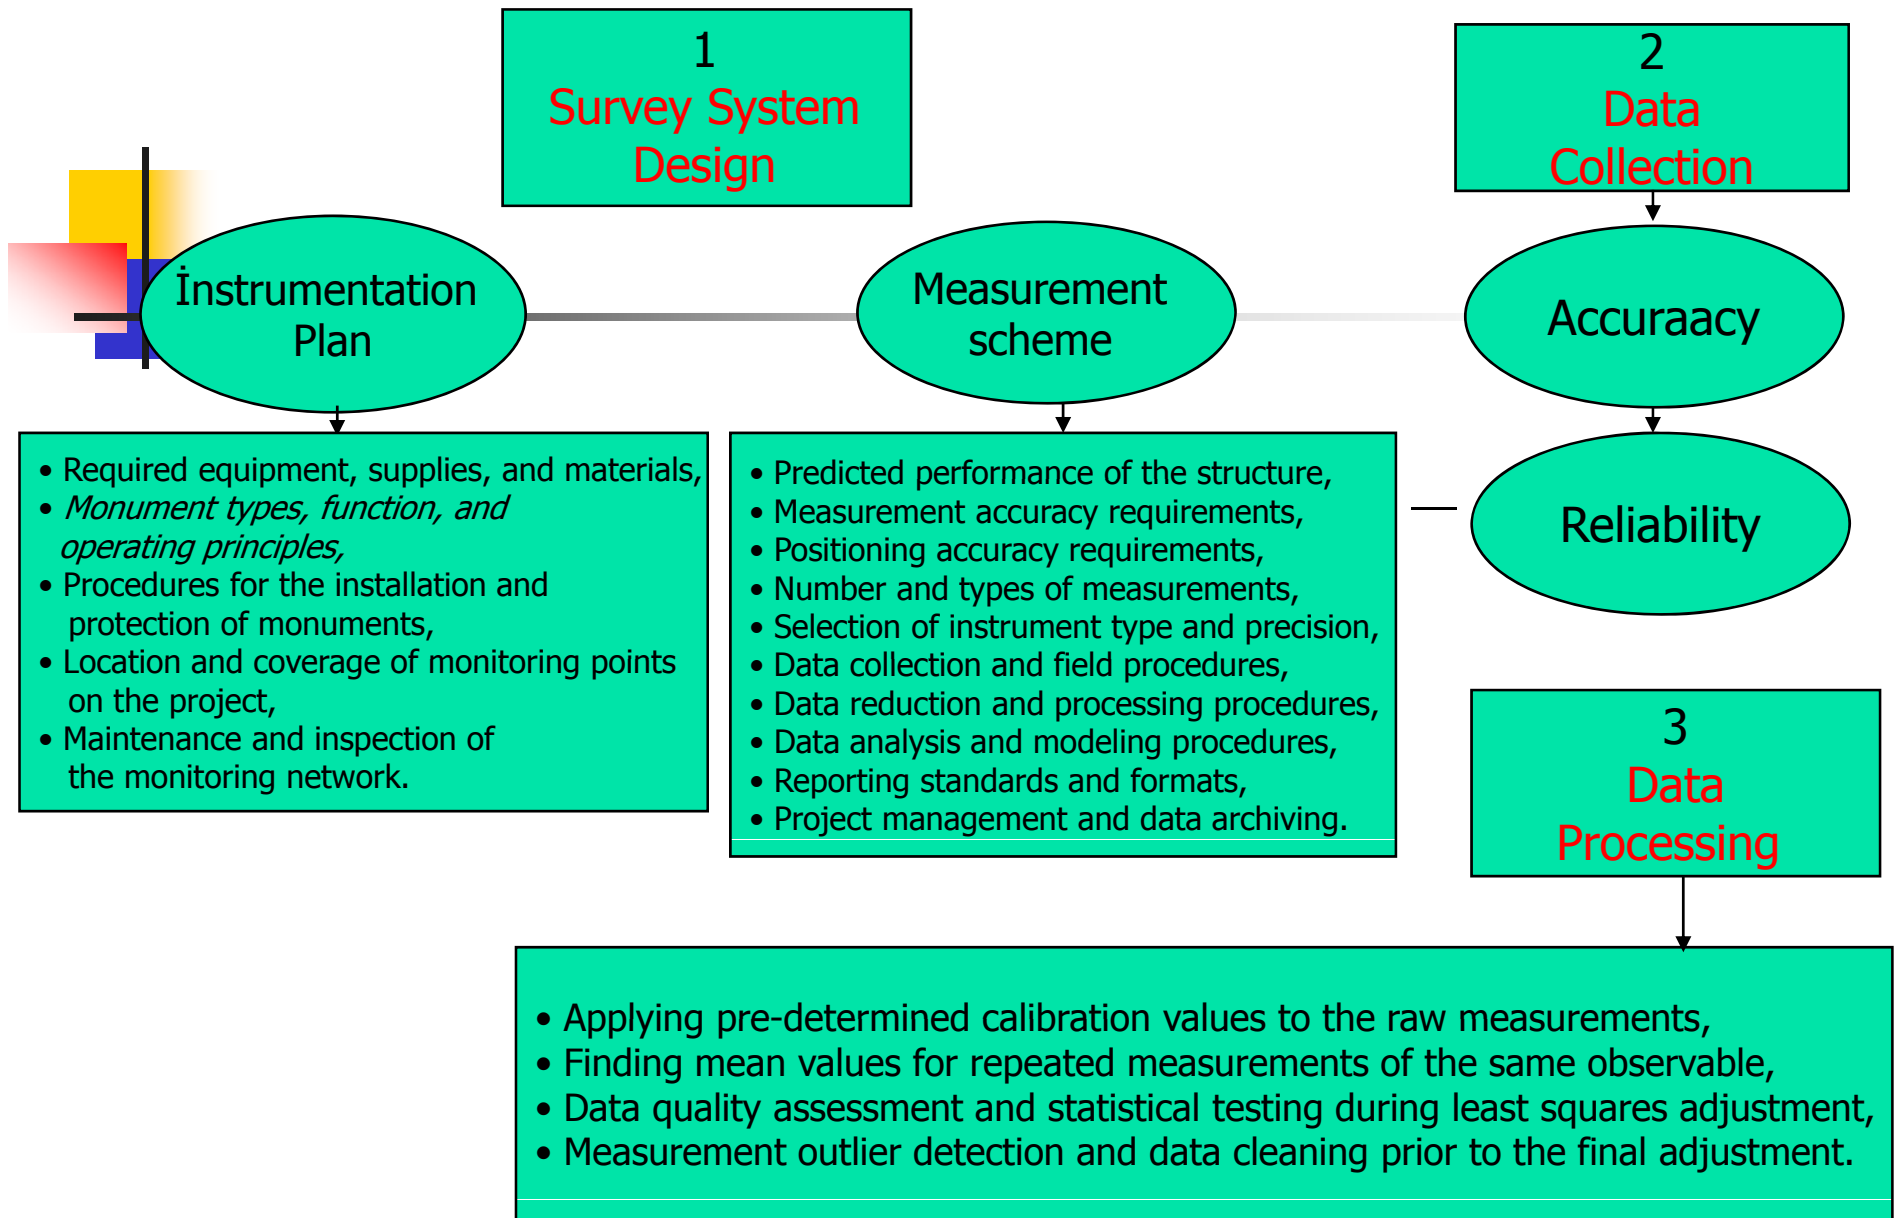 1
Survey System
Design
2
Data
Collection
İnstrumentation
Plan
Measurement
scheme
Accuraacy
• Required equipment, supplies, and materials,
• Monument types, function, and
operating principles,
• Procedures for the installation and
protection of monuments,
• Location and coverage of monitoring points
on the project,
• Maintenance and inspection of
the monitoring network.
• Predicted performance of the structure,
• Measurement accuracy requirements,
• Positioning accuracy requirements,
• Number and types of measurements,
• Selection of instrument type and precision,
• Data collection and field procedures,
• Data reduction and processing procedures,
• Data analysis and modeling procedures,
• Reporting standards and formats,
• Project management and data archiving.
Reliability
3
Data
Processing
• Applying pre-determined calibration values to the raw measurements,
• Finding mean values for repeated measurements of the same observable,
• Data quality assessment and statistical testing during least squares adjustment,
• Measurement outlier detection and data cleaning prior to the final adjustment.